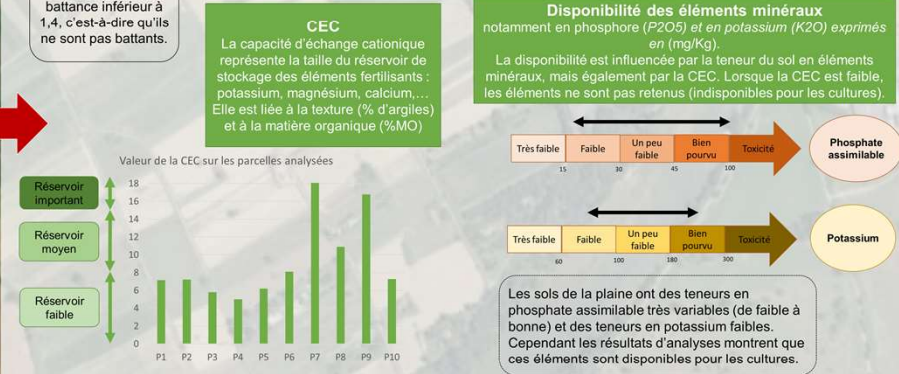 battance inférieur à
1,4, c'est-à-dire qu'ils
ne sont pas battants.
CEC
La capacité d'échange cationique
représente la taille du réservoir de
stockage des éléments fertilisants :
potassium, magnésium, calcium,…
Elle est liée à la texture (% d'argiles)
et à la matière organique (%MO)
Disponibilité des éléments minéraux
notamment en phosphore (P2O5) et en potassium (K2O) exprimés
en (mg/Kg).
La disponibilité est influencée par la teneur du sol en éléments
minéraux, mais également par la CEC. Lorsque la CEC est faible,
les éléments ne sont pas retenus (indisponibles pour les cultures).
Valeur de la CEC sur les parcelles analysées
Réservoir
important
Réservoir
moyen
Réservoir
faible
18
16
14
12
10
8
6
4
2
0
P1 P2 P3 P4 P5 P6 P7 P8 P9 P10
Très faible Faible Un peu
faible Bien
pourvu Toxicité
15 30 45 100
Phosphate
assimilable
Très faible Faible Un peu
faible Bien
pourvu Toxicité
60 100 180 300
Potassium
Les sols de la plaine ont des teneurs en
phosphate assimilable très variables (de faible à
bonne) et des teneurs en potassium faibles.
Cependant les résultats d'analyses montrent que
ces éléments sont disponibles pour les cultures.